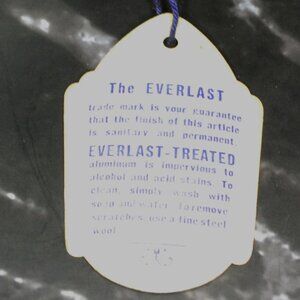 The EVERLAST
trade mark is your guarantee
that the finish of this article
is sanitary and permanent
EVERLAST-TREATED
aluminum is impervious to
alcohol and acid stains. To
clean, simply wash with
soap and water. To remove
scratches, use a fine steel
wool